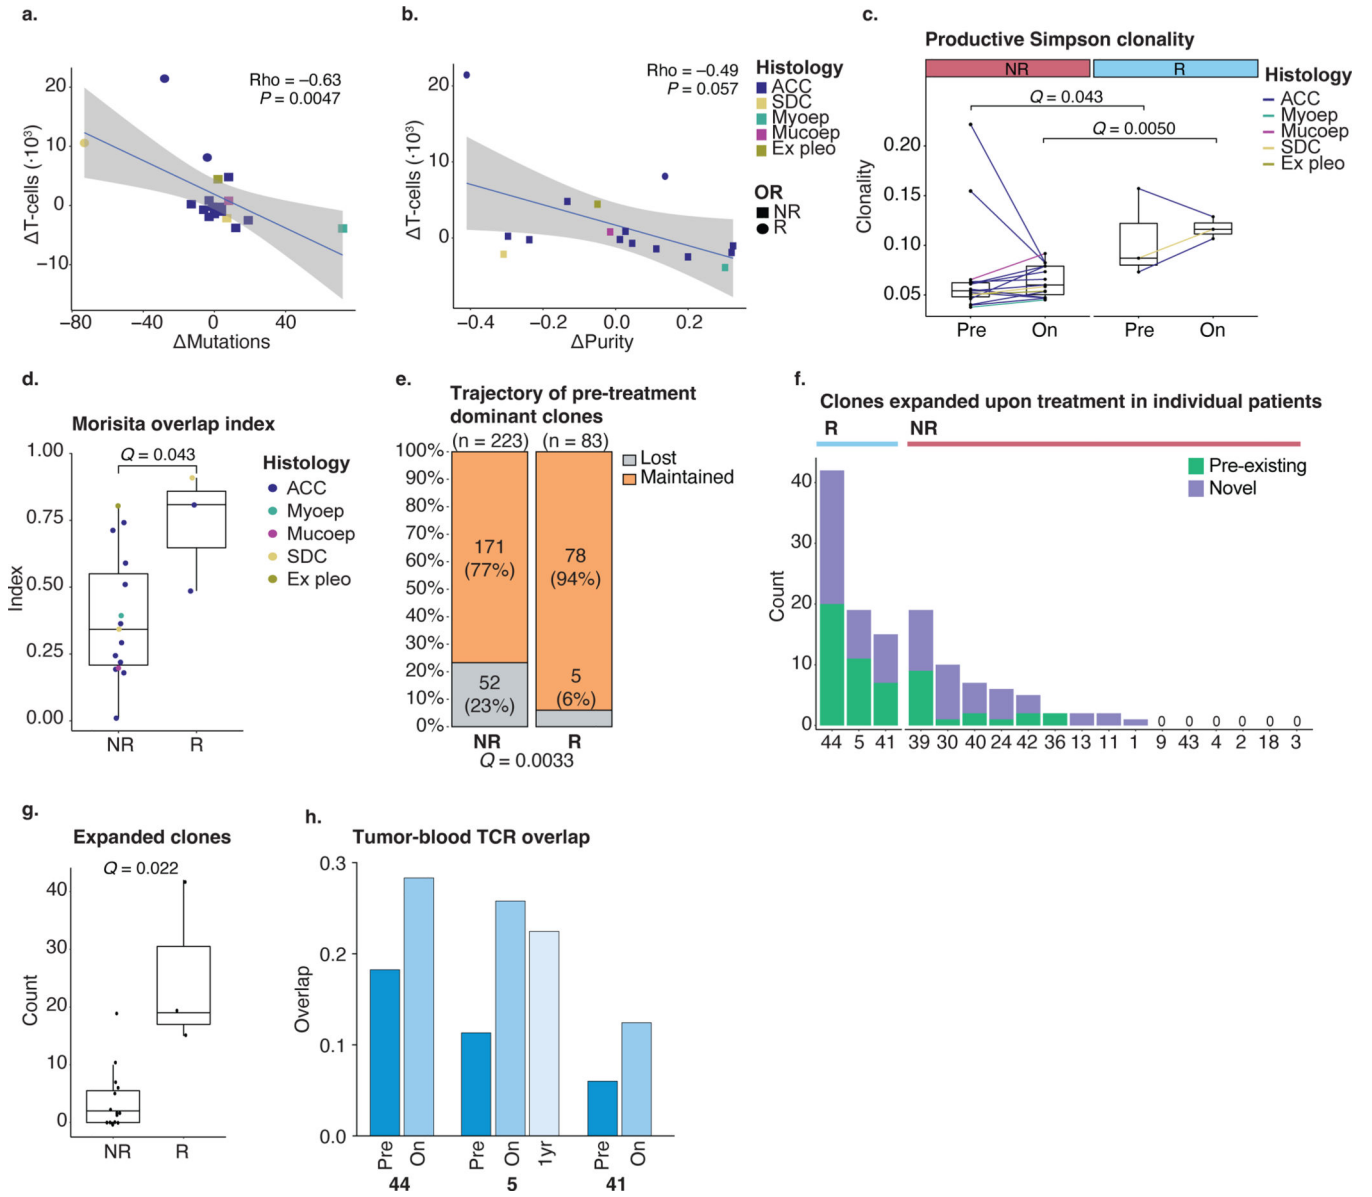 a.
Rho = –0.63
P = 0.0047
ΔT-cells (·10³)
20
10
0
–10
–80
–40
0
40
ΔMutations
b.
Rho = –0.49
P = 0.057
ΔT-cells (·10³)
20
10
0
–0.4
–0.2
0.0
0.2
ΔPurity
Histology
ACC
SDC
Myoep
Mucoep
Ex pleo
OR
NR
R
c.
Productive Simpson clonality
NR
R
Q = 0.043
Q = 0.0050
Clonality
0.20
0.15
0.10
0.05
Pre
On
Pre
On
Histology
ACC
Myoep
Mucoep
SDC
Ex pleo
d.
Morisita overlap index
Q = 0.043
Index
1.00
0.75
0.50
0.25
0.00
NR
R
Histology
ACC
Myoep
Mucoep
SDC
Ex pleo
e.
Trajectory of pre-treatment
dominant clones
(n = 223)
(n = 83)
100%
90%
80%
70%
60%
50%
40%
30%
20%
10%
0%
171
(77%)
52
(23%)
78
(94%)
5
(6%)
NR
R
Q = 0.0033
Lost
Maintained
f.
Clones expanded upon treatment in individual patients
R
NR
Pre-existing
Novel
Count
40
30
20
10
0
0
0
0
0
0
0
44
5
41
39
30
40
24
42
36
13
11
1
9
43
4
2
18
3
g.
Expanded clones
Q = 0.022
Count
40
30
20
10
0
NR
R
h.
Tumor-blood TCR overlap
Overlap
0.3
0.2
0.1
0.0
Pre
On
Pre
On
1yr
Pre
On
44
5
41